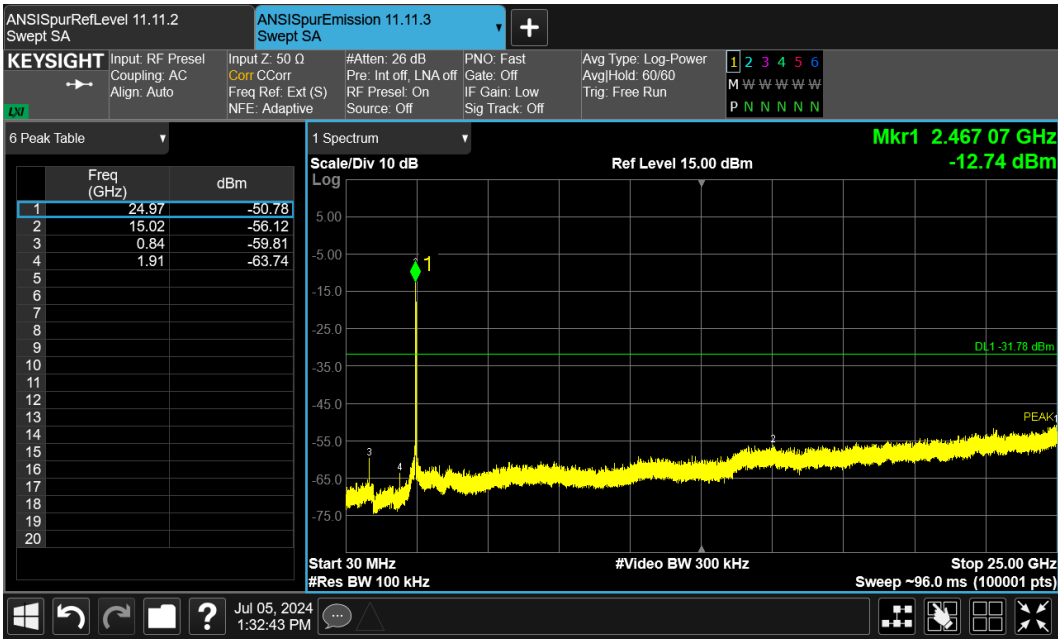 ANSISpurRefLevel 11.11.2
Swept SA
ANSISpurEmission 11.11.3
Swept SA
KEYSIGHT
LXI
Input: RF Presel
Coupling: AC
Align: Auto
Input Z: 50 Ω
Corr CCorr
Freq Ref: Ext (S)
NFE: Adaptive
#Atten: 26 dB
Pre: Int off, LNA off
RF Presel: On
Source: Off
PNO: Fast
Gate: Off
IF Gain: Low
Sig Track: Off
Avg Type: Log-Power
Avg|Hold: 60/60
Trig: Free Run
1 2 3 4 5 6
M W W W W W
P N N N N N
6 Peak Table
Freq (GHz) dBm
1 24.97 -50.78
2 15.02 -56.12
3 0.84 -59.81
4 1.91 -63.74
5
6
7
8
9
10
11
12
13
14
15
16
17
18
19
20
1 Spectrum
Mkr1 2.467 07 GHz
-12.74 dBm
Scale/Div 10 dB
Ref Level 15.00 dBm
Log
5.00
-5.00
1
-15.0
-25.0
DL1 -31.78 dBm
-35.0
-45.0
PEAK
1
-55.0
2
3
4
-65.0
-75.0
Start 30 MHz
#Video BW 300 kHz
Stop 25.00 GHz
#Res BW 100 kHz
Sweep ~96.0 ms (100001 pts)
?
Jul 05, 2024
1:32:43 PM